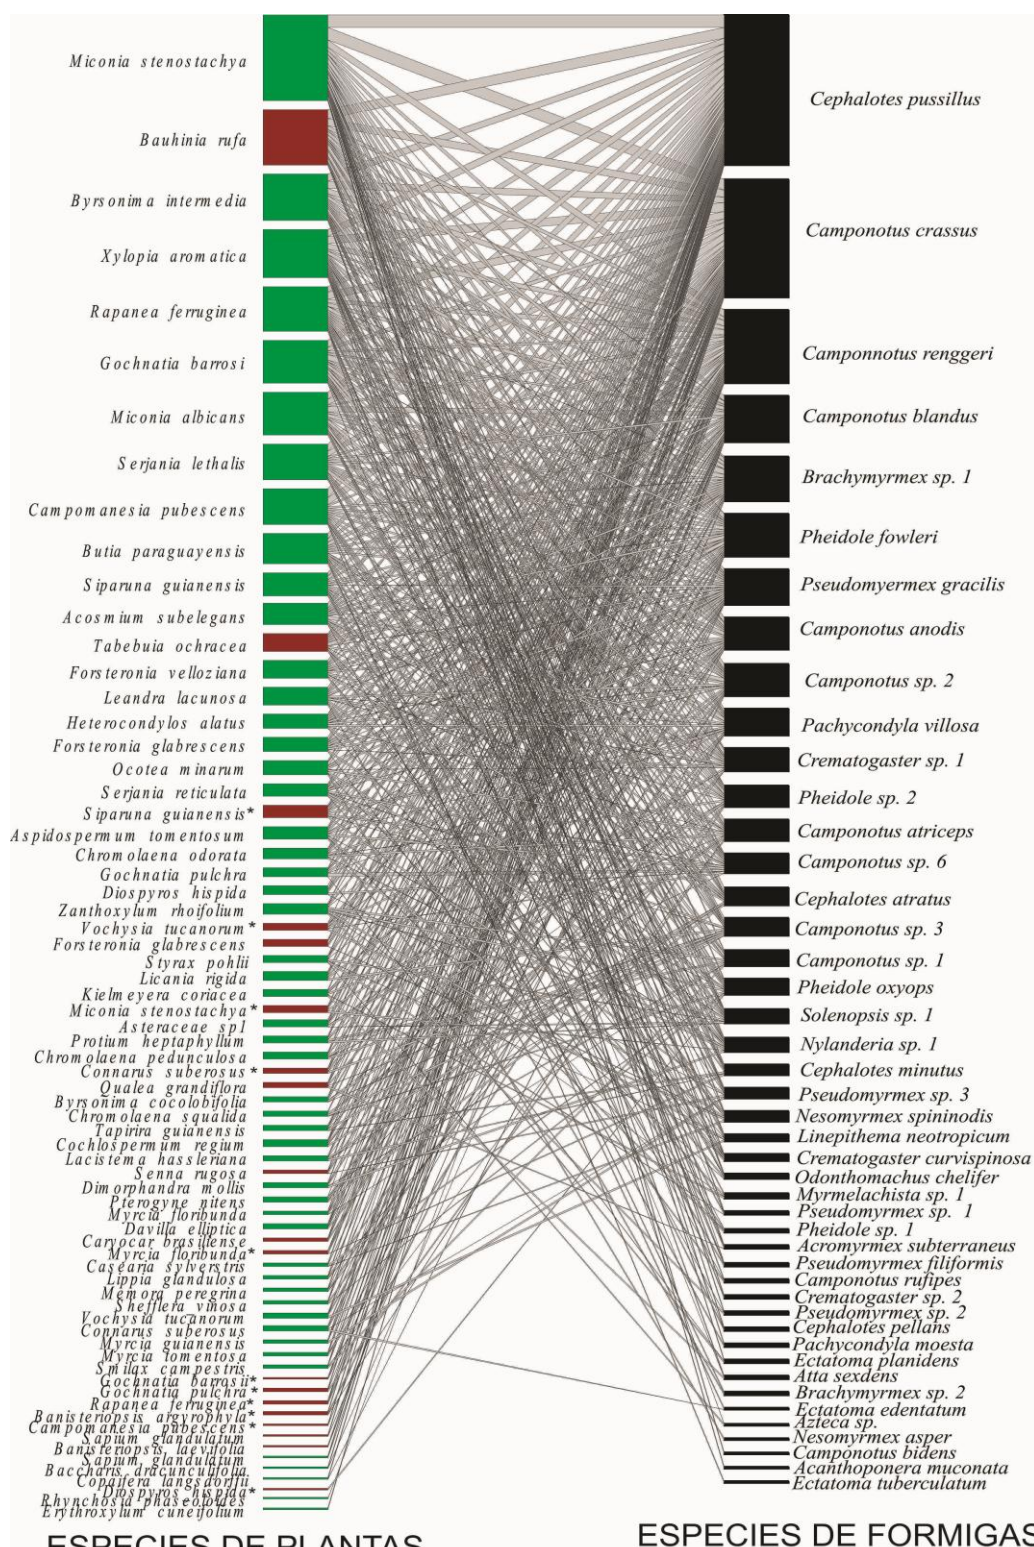 Miconia stenostachya
Bauhinia rufa
Byrsonima intermedia
Xylopia aromatica
Rapanea ferruginea
Gochnatia barrosi
Miconia albicans
Serjania lethalis
Campomanesia pubescens
Butia paraguayensis
Siparuna guianensis
Acosmium subelegans
Tabebuia ochracea
Forsteronia velloziana
Leandra lacunosa
Heterocondylos alatus
Forsteronia glabrescens
Ocotea minarum
Serjania reticulata
Siparuna guianensis*
Aspidospermum tomentosum
Chromolaena odorata
Gochnatia pulchra
Diospyros hispida
Zanthoxylum rhoifolium
Vochysia tucanorum*
Forsteronia glabrescens
Styrax pohlii
Licania rigida
Kielmeyera coriacea
Miconia stenostachya*
Asteraceae sp1
Protium heptaphyllum
Chromolaena pedunculosa
Connarus suberosus*
Qualea grandiflora
Byrsonima cocolobifolia
Chromolaena squalida
Tapirira guianensis
Cochlospermum regium
Lacistema hassleriana
Senna rugosa
Dimorphandra mollis
Pterogyne nitens
Myrcia floribunda
Davilla elliptica
Caryocar brasiliense
Myrcia floribunda*
Casearia sylverstris
Lippia glandulosa
Memora peregrina
Shefflera vinosa
Vochysia tucanorum
Connarus suberosus
Myrcia guianensis
Myrcia tomentosa
Smilax campestris
Gochnatia barrosii*
Gochnatia pulchra*
Rapanea ferruginea*
Banisteriopsis argyrophyla*
Campomanesia pubescens*
Sapium glandulatum
Banisteriopsis laevifolia
Sapium glandulatum
Baccharis dracunculifolia
Copaifera langsdorffii
Diospyros hispida*
Rhynchosia phaseoloides
Erythroxylum cuneifolium
ESPECIES DE PLANTAS
Cephalotes pussillus
Camponotus crassus
Camponnotus renggeri
Camponotus blandus
Brachymyrmex sp. 1
Pheidole fowleri
Pseudomyermex gracilis
Camponotus anodis
Camponotus sp. 2
Pachycondyla villosa
Crematogaster sp. 1
Pheidole sp. 2
Camponotus atriceps
Camponotus sp. 6
Cephalotes atratus
Camponotus sp. 3
Camponotus sp. 1
Pheidole oxyops
Solenopsis sp. 1
Nylanderia sp. 1
Cephalotes minutus
Pseudomyrmex sp. 3
Nesomyrmex spininodis
Linepithema neotropicum
Crematogaster curvispinosa
Odonthomachus chelifer
Myrmelachista sp. 1
Pseudomyrmex sp. 1
Pheidole sp. 1
Acromyrmex subterraneus
Pseudomyrmex filiformis
Camponotus rufipes
Crematogaster sp. 2
Pseudomyrmex sp. 2
Cephalotes pellans
Pachycondyla moesta
Ectatoma planidens
Atta sexdens
Brachymyrmex sp. 2
Ectatoma edentatum
Azteca sp.
Nesomyrmex asper
Camponotus bidens
Acanthoponera muconata
Ectatoma tuberculatum
ESPECIES DE FORMIGAS